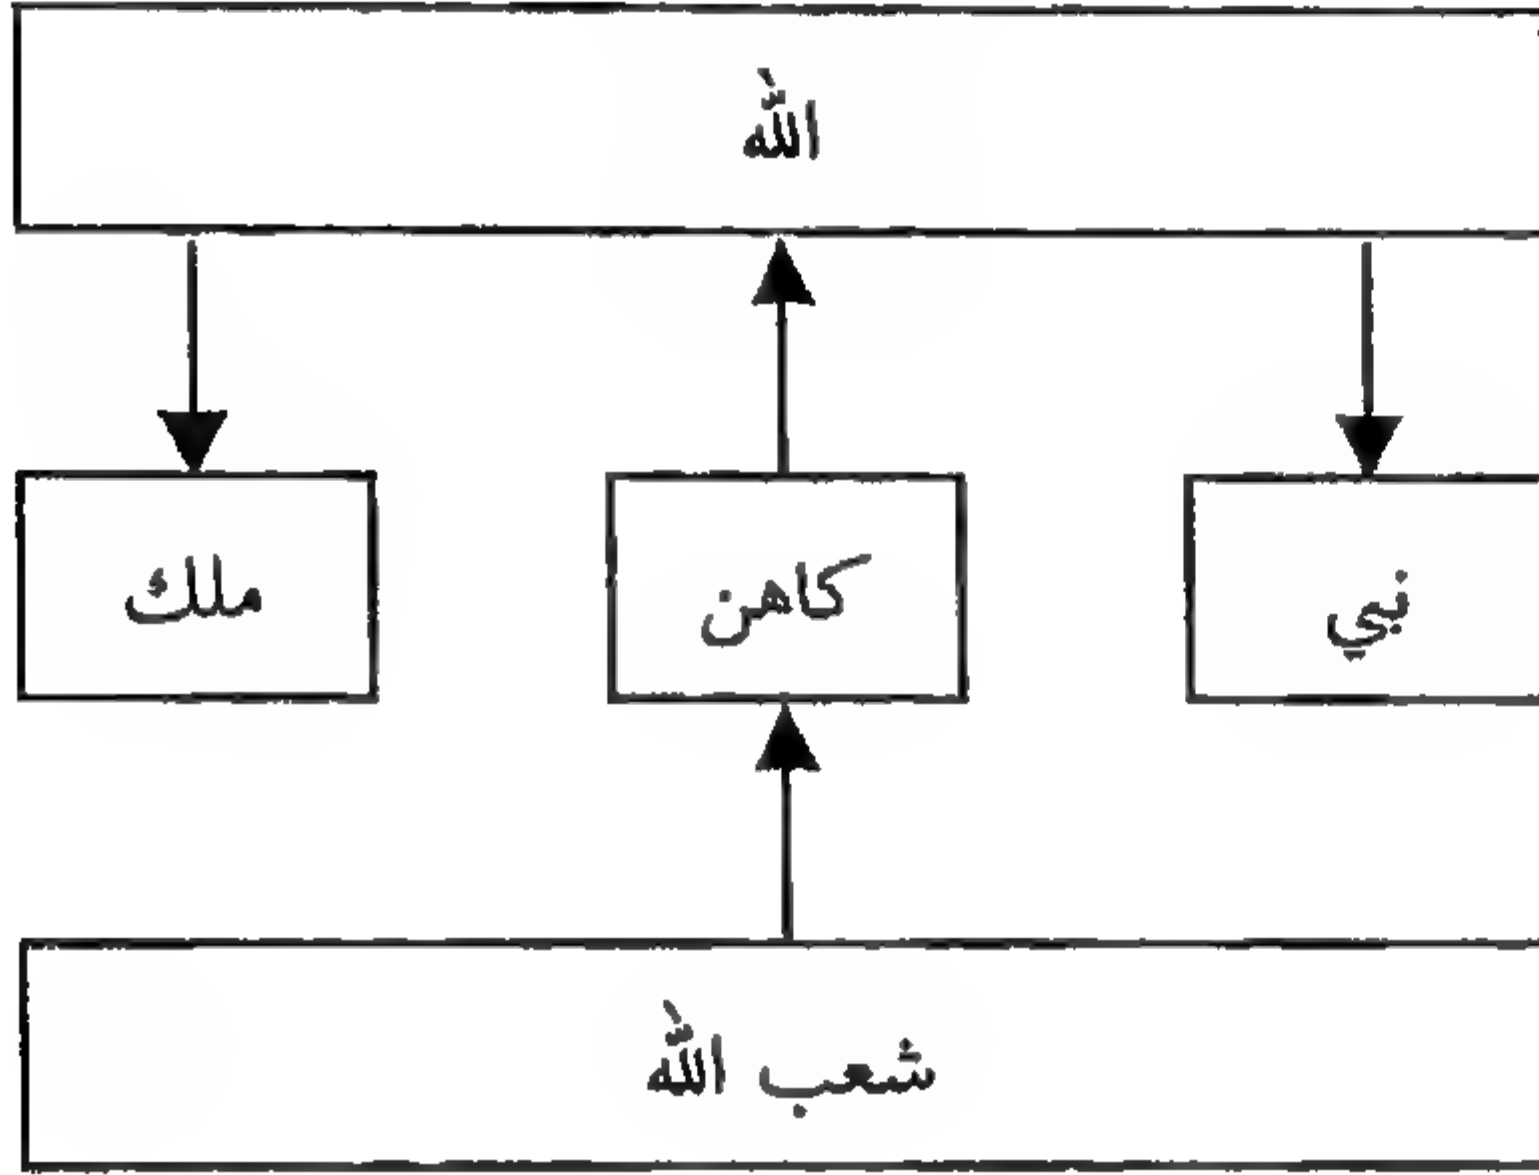 الله
نبي
كاهن
ملك
شعب الله